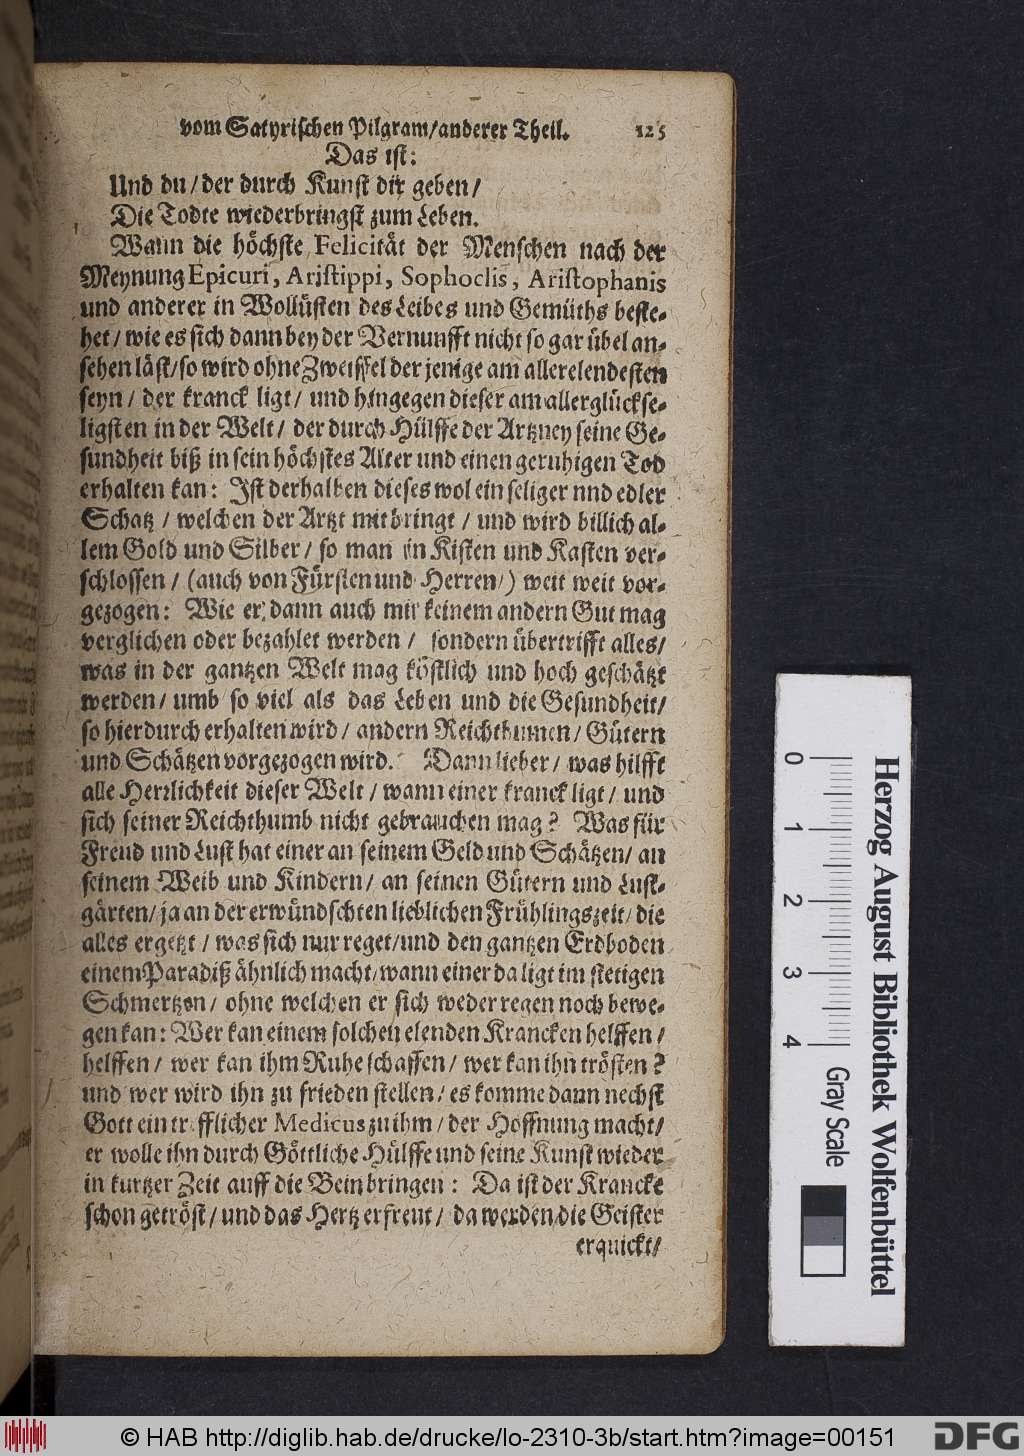 vom Satyrischen Pilgram/anderer Theil. 125
Das ist:
Und du/der durch Kunst dir geben/
Die Todte wiederbringst zum Leben.
Wann die höchste Felicität der Menschen nach der
Meynung Epicuri, Aristippi, Sophoclis, Aristophanis
und anderer in Wollüsten des Leibes und Gemüths beste-
het/ wie es sich dann bey der Vernunfft nicht so gar übel an-
sehen läst/so wird ohne Zweiffel der jenige am allerelendesten
seyn/ der kranck ligt/ und hingegen dieser am allerglückse-
ligsten in der Welt/ der durch Hülffe der Artzney seine Ge-
sundheit biß in sein höchstes Alter und einen geruhigen Tod
erhalten kan: Ist derhalben dieses wol ein seliger nnd edler
Schatz/ welchen der Artzt mitbringt/ und wird billich al-
lem Gold und Silber/ so man in Kisten und Kasten ver-
schlossen/ (auch von Fürsten und Herren/) weit weit vor-
gezogen: Wie er dann auch mit keinem andern Gut mag
verglichen oder bezahlet werden/ sondern übertrifft alles/
was in der gantzen Welt mag köstlich und hoch geschätzt
werden/ umb so viel als das Leben und die Gesundheit/
so hierdurch erhalten wird/ andern Reichthumen/ Gütern
und Schätzen vorgezogen wird. Dann lieber/ was hilfft
alle Herrlichkeit dieser Welt/ wann einer kranck ligt/ und
sich seiner Reichthumb nicht gebrauchen mag? Was für
Freud und Lust hat einer an seinem Geld und Schätzen/ an
seinem Weib und Kindern/ an seinen Gütern und Lust-
gärten/ ja an der erwündschten lieblichen Frühlingszeit/ die
alles ergetzt/ was sich nur reget/und den gantzen Erdboden
einem Paradiß ähnlich macht/wann einer da ligt im stetigen
Schmertzen/ ohne welchen er sich weder regen noch bewe-
gen kan: Wer kan einem solchen elenden Krancken helffen/
helffen/ wer kan ihm Ruhe schaffen/ wer kan ihn trösten?
und wer wird ihn zu frieden stellen/ es komme dann nechst
Gott ein trefflicher Medicus zu ihm/ der Hoffnung macht/
er wolle ihn durch Göttliche Hülffe und seine Kunst wieder
in kurtzer Zeit auff die Bein bringen: Da ist der Krancke
schon getröst/ und das Hertz erfreut/ da werden die Geister
erquickt/
Herzog August Bibliothek Wolfenbüttel
0 1 2 3 4
Gray Scale
© HAB http://diglib.hab.de/drucke/lo-2310-3b/start.htm?image=00151
DFG